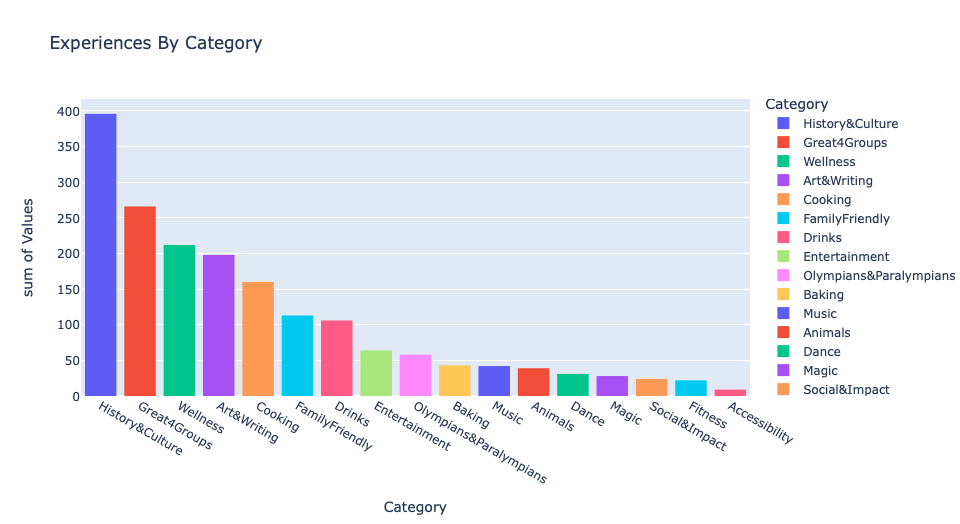 Experiences By Category
Category
History&Culture
Great4Groups
Wellness
Art&Writing
Cooking
FamilyFriendly
Drinks
Entertainment
Olympians&Paralympians
Baking
Music
Animals
Dance
Magic
Social&Impact
sum of Values
400
350
300
250
200
150
100
50
0
History&Culture
Great4Groups
Wellness
Art&Writing
Cooking
FamilyFriendly
Drinks
Entertainment
Olympians&Paralympians
Baking
Music
Animals
Dance
Magic
Social&Impact
Fitness
Accessibility
Category